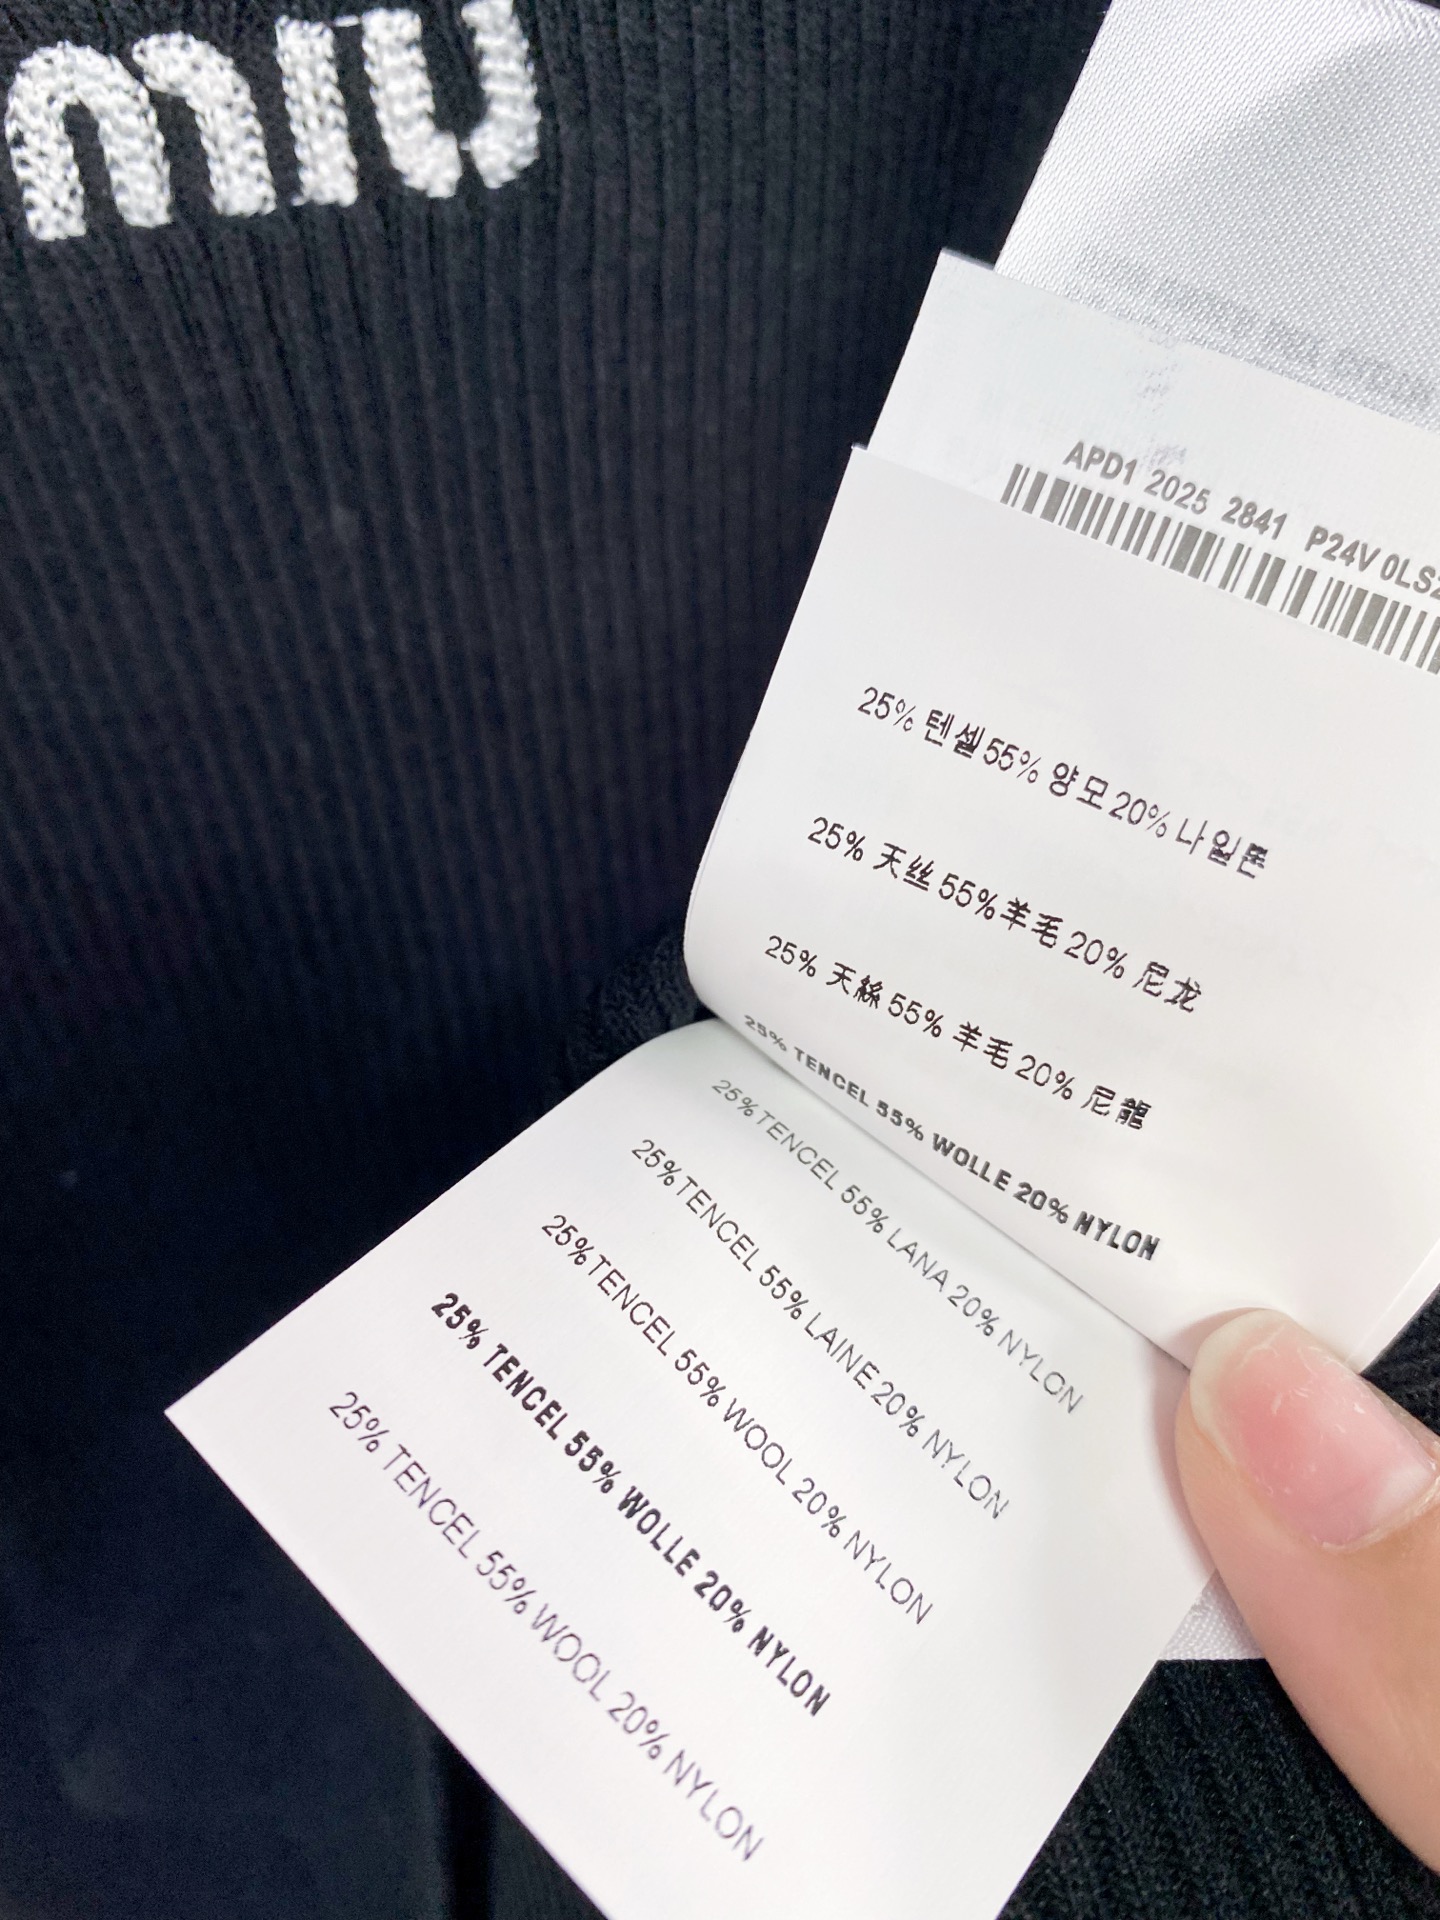 MIU
APD1 2025 2841 P24V 0LS2
25% 텐셀 55% 양모 20% 나일론
25% 天丝 55% 羊毛 20% 尼龙
25% 天絲 55% 羊毛 20% 尼龍
25% TENCEL 55% WOLLE 20% NYLON
25% TENCEL 55% LANA 20% NYLON
25% TENCEL 55% LAINE 20% NYLON
25% TENCEL 55% WOOL 20% NYLON
25% TENCEL 55% WOLLE 20% NYLON
25% TENCEL 55% WOOL 20% NYLON